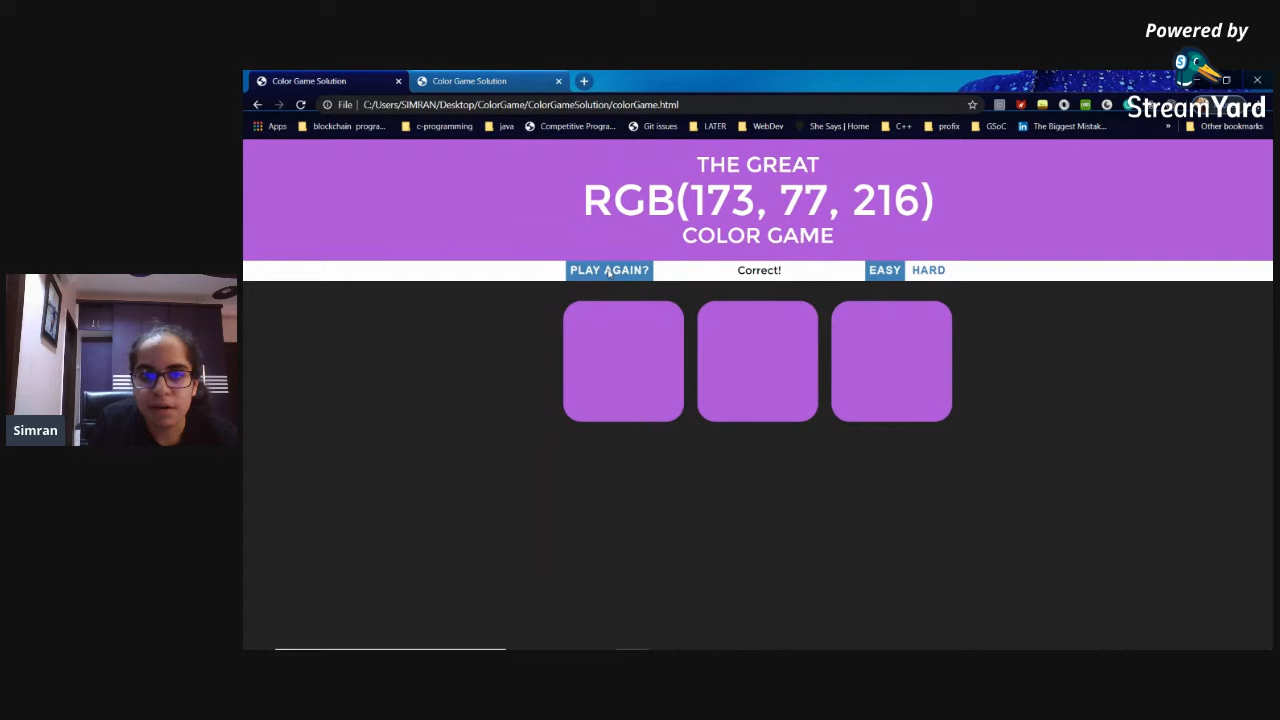 Powered by
StreamYard
Color Game Solution
Color Game Solution
File | C:/Users/SIMRAN/Desktop/ColorGame/ColorGameSolution/colorGame.html
Apps blockchain progra... c-programming java Competitive Progra... Git issues LATER WebDev She Says | Home C++ profix GSoC The Biggest Mistak... » Other bookmarks
THE GREAT
RGB(173, 77, 216)
COLOR GAME
PLAY AGAIN? Correct! EASY HARD
Simran